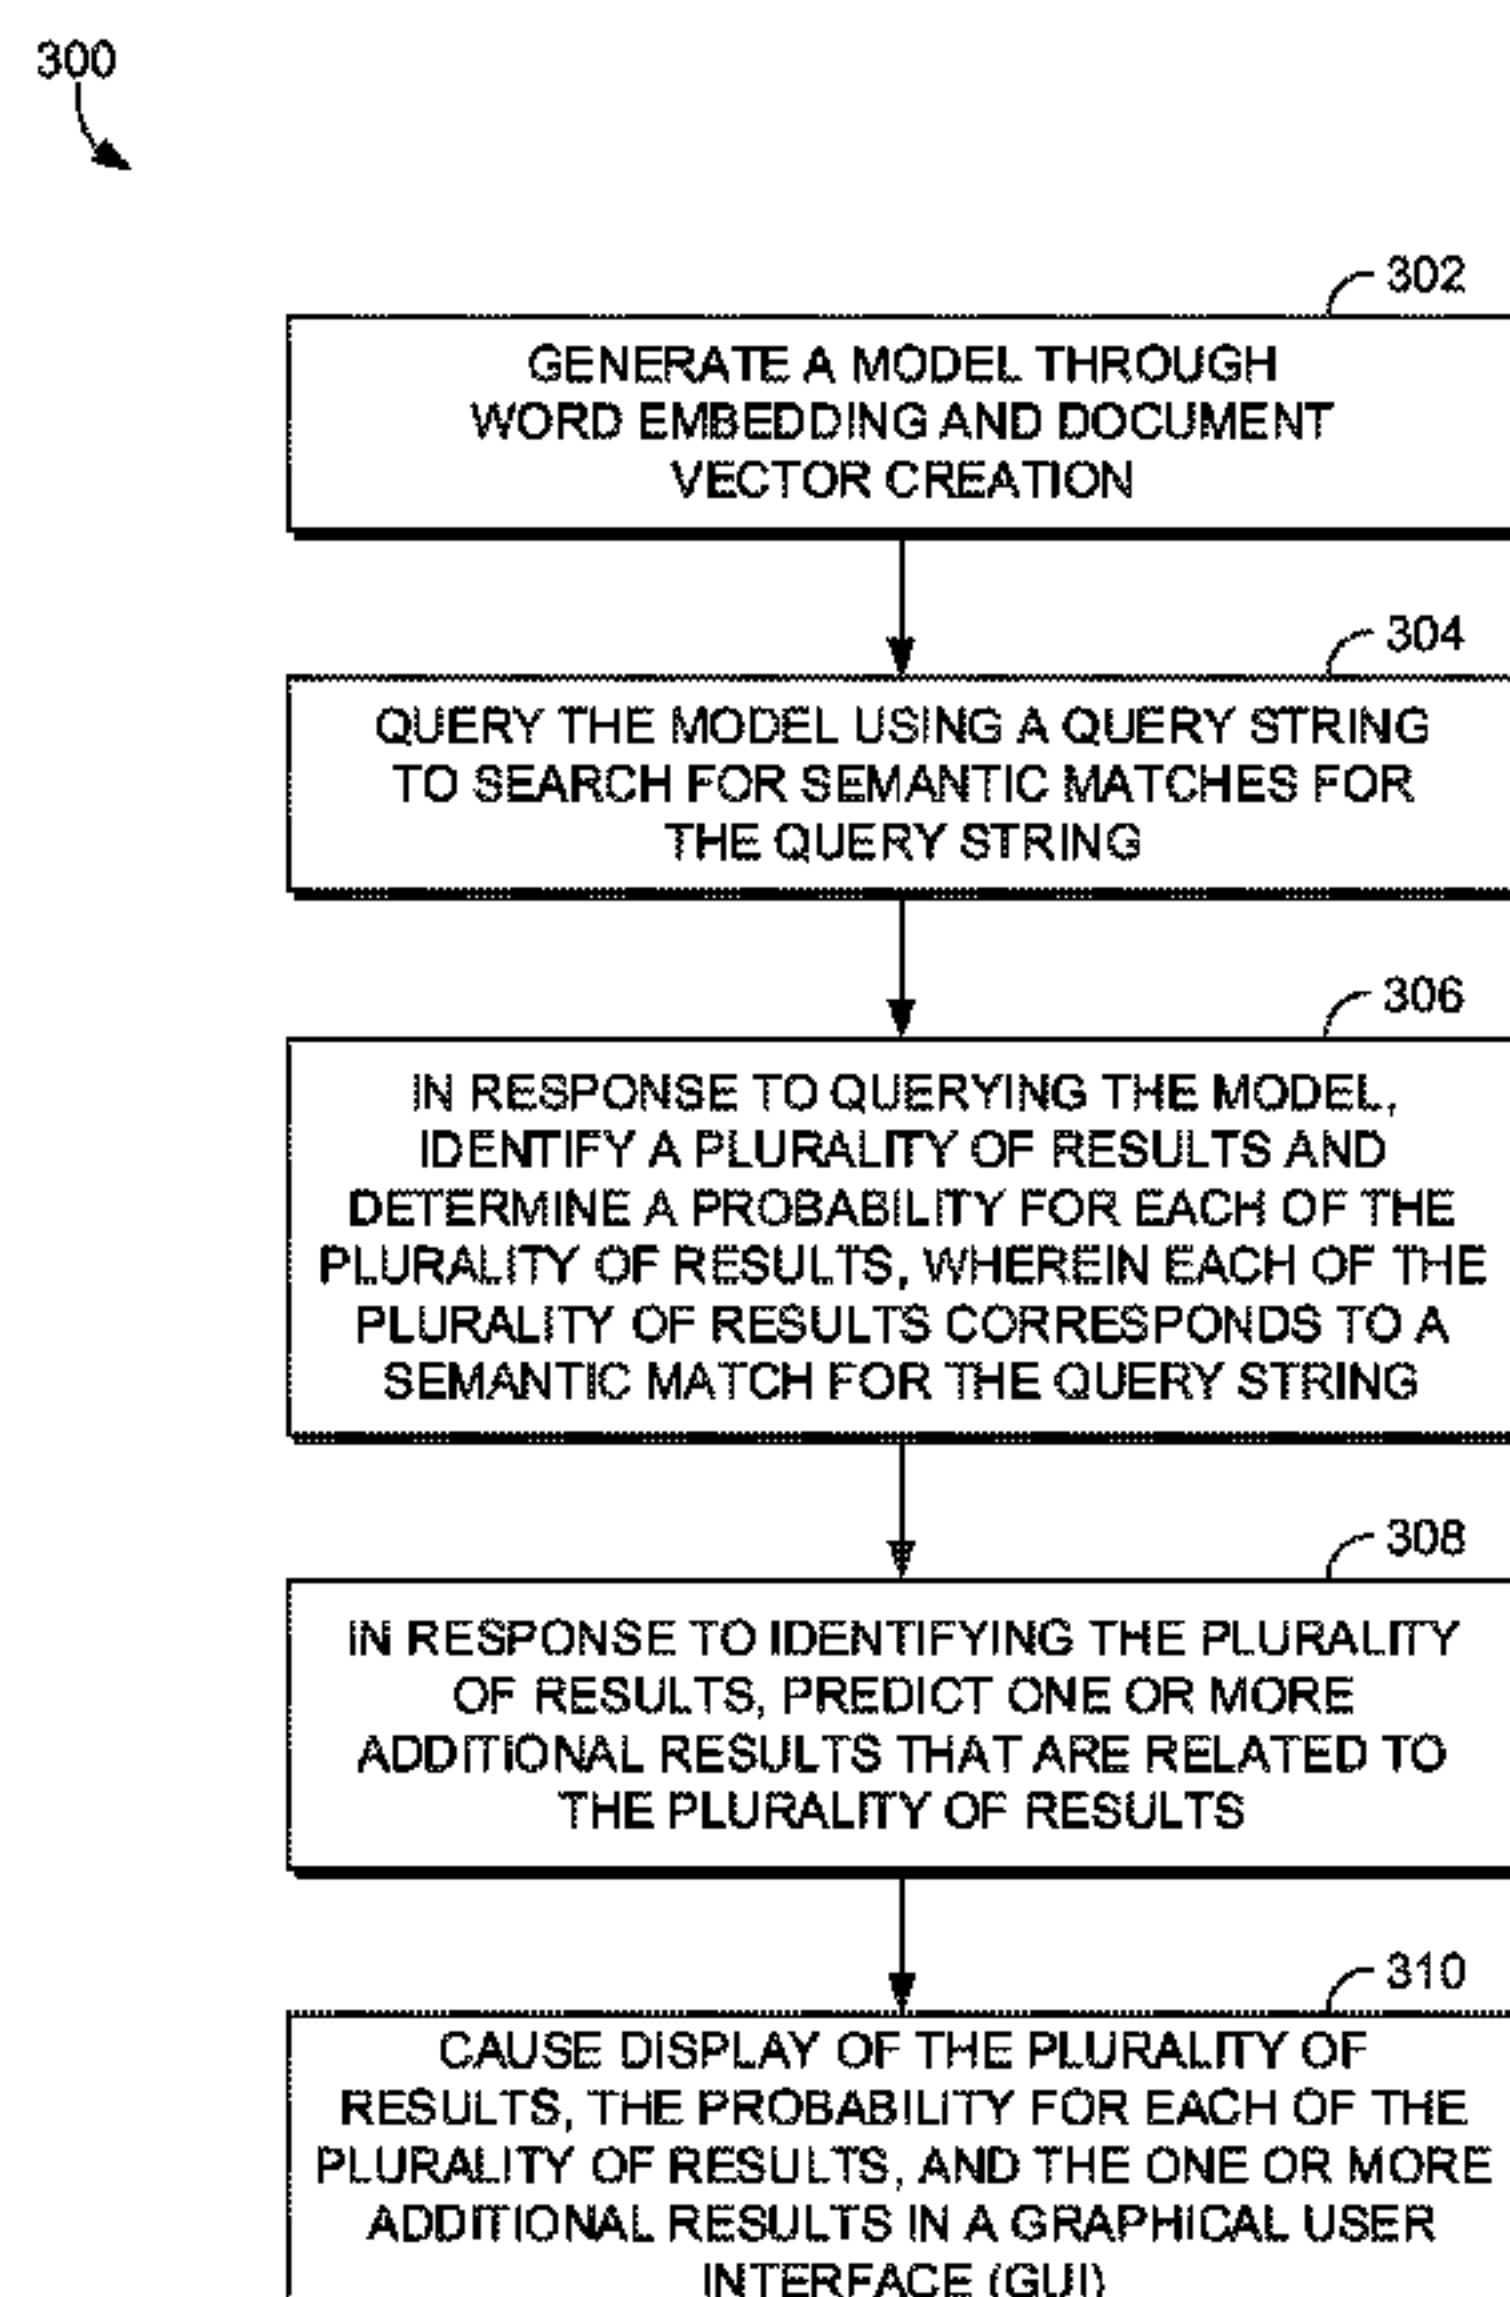 300
302
GENERATE A MODEL THROUGH
WORD EMBEDDING AND DOCUMENT
VECTOR CREATION
304
QUERY THE MODEL USING A QUERY STRING
TO SEARCH FOR SEMANTIC MATCHES FOR
THE QUERY STRING
306
IN RESPONSE TO QUERYING THE MODEL,
IDENTIFY A PLURALITY OF RESULTS AND
DETERMINE A PROBABILITY FOR EACH OF THE
PLURALITY OF RESULTS, WHEREIN EACH OF THE
PLURALITY OF RESULTS CORRESPONDS TO A
SEMANTIC MATCH FOR THE QUERY STRING
308
IN RESPONSE TO IDENTIFYING THE PLURALITY
OF RESULTS, PREDICT ONE OR MORE
ADDITIONAL RESULTS THAT ARE RELATED TO
THE PLURALITY OF RESULTS
310
CAUSE DISPLAY OF THE PLURALITY OF
RESULTS, THE PROBABILITY FOR EACH OF THE
PLURALITY OF RESULTS, AND THE ONE OR MORE
ADDITIONAL RESULTS IN A GRAPHICAL USER
INTERFACE (GUI)